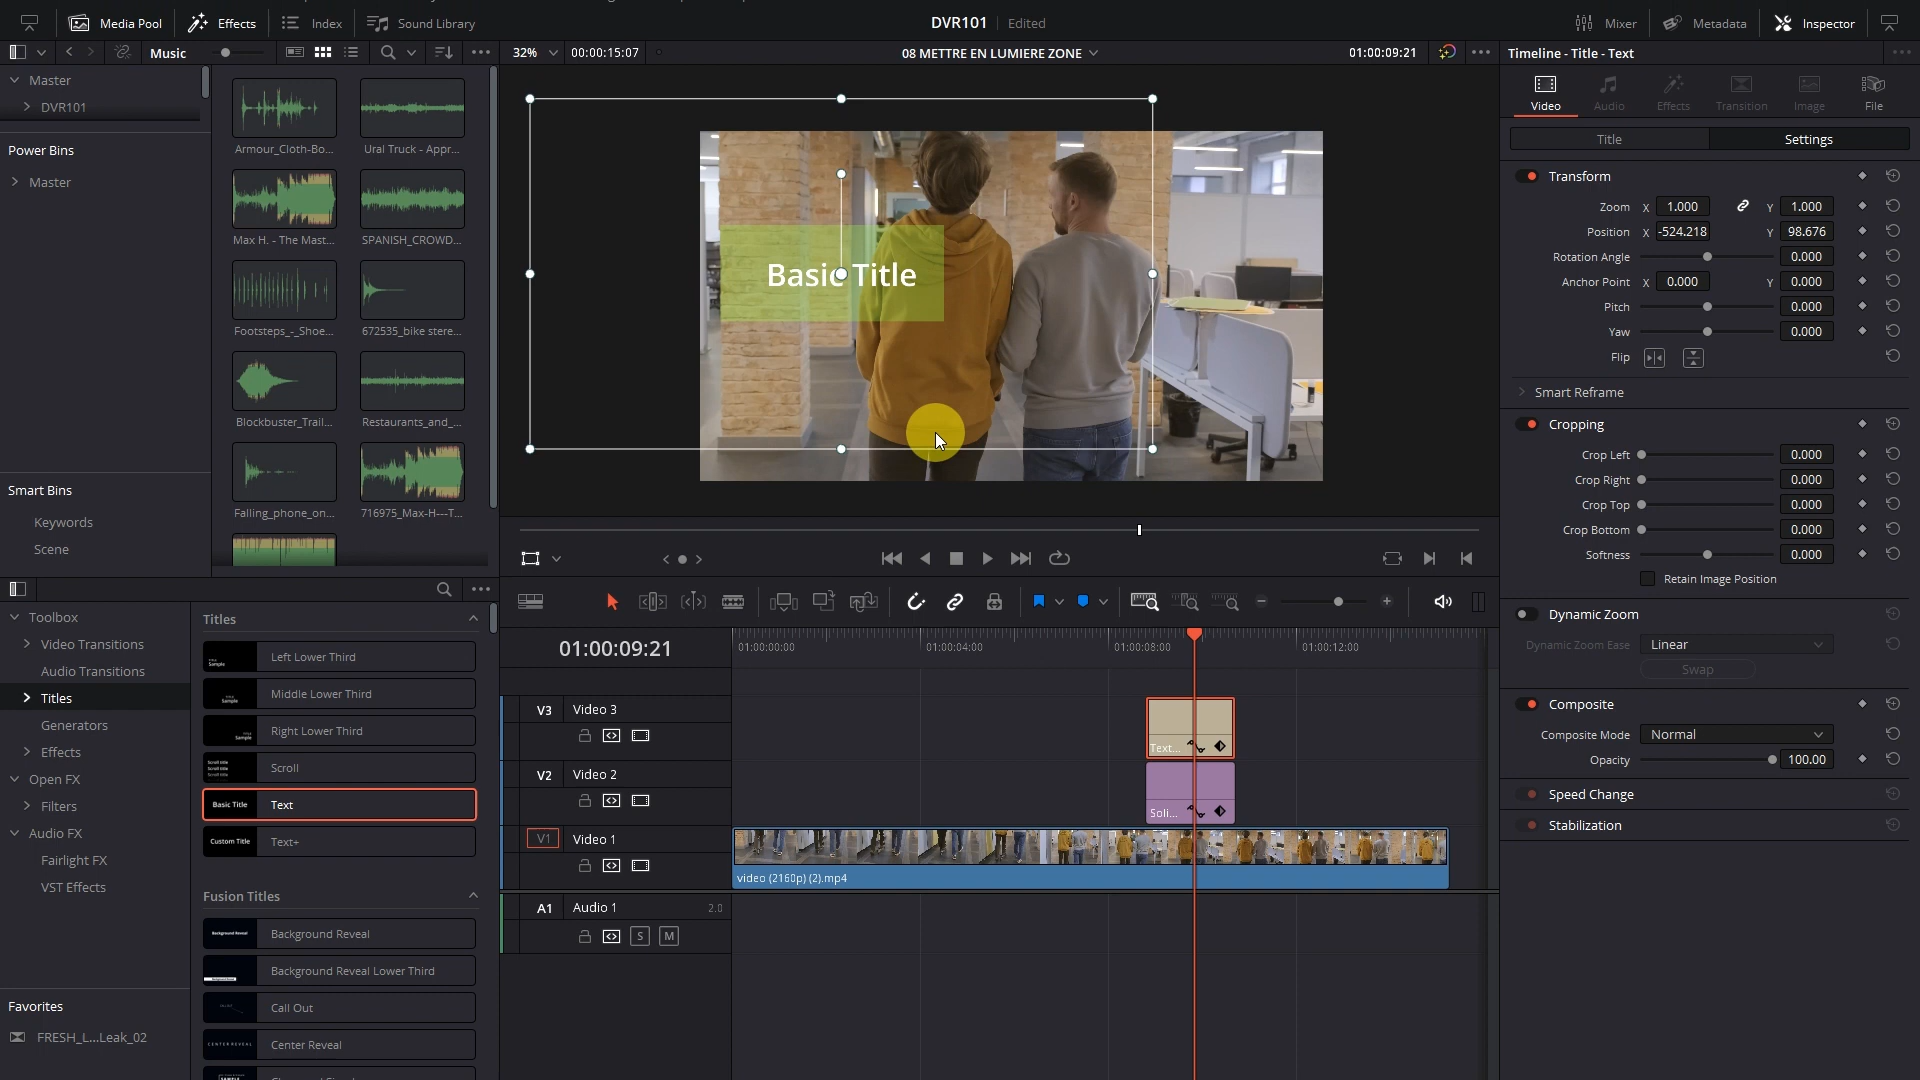 Media Pool
Effects
Index
Sound Library
DVR101
Edited
Mixer
Metadata
Inspector
Music
32%
00:00:15:07
08 METTRE EN LUMIERE ZONE
01:00:09:21
Timeline - Title - Text
Master
DVR101
Power Bins
Master
Smart Bins
Keywords
Scene
Armour_Cloth-Bo...
Ural Truck - Appr...
Max H. - The Mast...
SPANISH_CROWD...
Footsteps_-_Shoe...
672535_bike stere...
Blockbuster_Trail...
Restaurants_and_...
Falling_phone_on...
716975_Max-H---T...
Basic Title
Video
Audio
Effects
Transition
Image
File
Title
Settings
Transform
Zoom X 1.000 Y 1.000
Position X -524.218 Y 98.676
Rotation Angle 0.000
Anchor Point X 0.000 Y 0.000
Pitch 0.000
Yaw 0.000
Flip
Smart Reframe
Cropping
Crop Left 0.000
Crop Right 0.000
Crop Top 0.000
Crop Bottom 0.000
Softness 0.000
Retain Image Position
Dynamic Zoom
Dynamic Zoom Ease Linear
Swap
Composite
Composite Mode Normal
Opacity 100.00
Speed Change
Stabilization
Toolbox
Video Transitions
Audio Transitions
Titles
Generators
Effects
Open FX
Filters
Audio FX
Fairlight FX
VST Effects
Favorites
FRESH_L...Leak_02
Titles
Left Lower Third
Middle Lower Third
Right Lower Third
Scroll
Basic Title Text
Custom Title Text+
Fusion Titles
Background Reveal
Background Reveal Lower Third
Call Out
Center Reveal
01:00:09:21
01:00:00:00
01:00:04:00
01:00:08:00
01:00:12:00
V3 Video 3
Text...
V2 Video 2
Soli...
V1 Video 1
video (2160p) (2).mp4
A1 Audio 1 2.0
S M